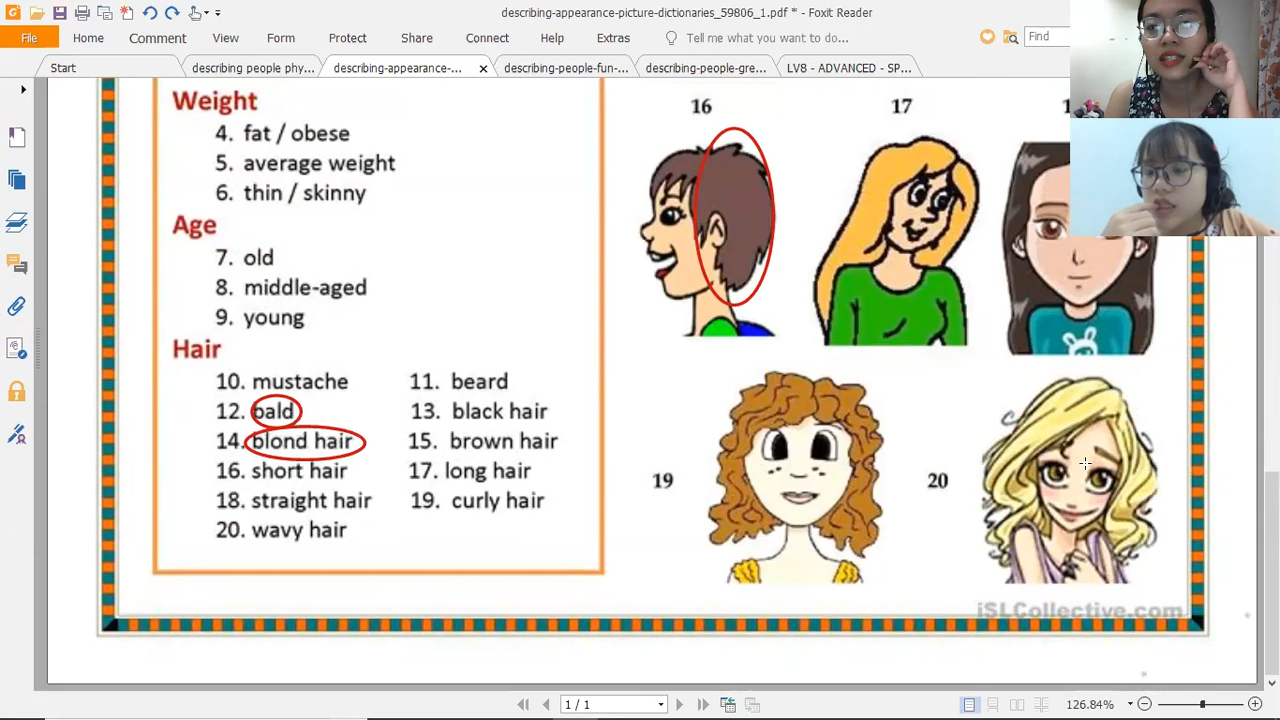 describing-appearance-picture-dictionaries_56806_1.pdf * - Foxit Reader
File Home Comment View Form Protect Share Connect Help Extras Tell me what you want to do... Find
Start describing people phy... describing-appearance-... describing-people-fun-... describing-people-gre... LV8 - ADVANCED - SP...
Weight
4. fat / obese
5. average weight
6. thin / skinny
Age
7. old
8. middle-aged
9. young
Hair
10. mustache 11. beard
12. bald 13. black hair
14. blond hair 15. brown hair
16. short hair 17. long hair
18. straight hair 19. curly hair
20. wavy hair
16 17
19 20
iSLCollective.com
1 / 1 126.84%